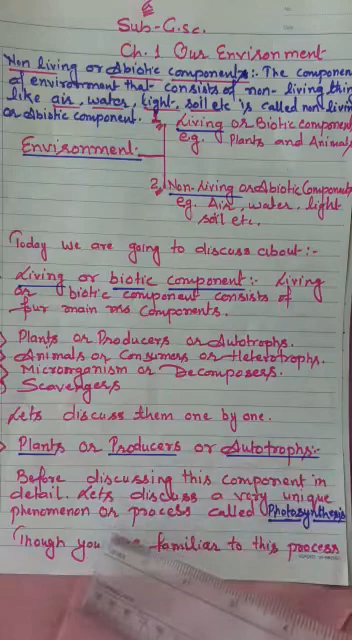 Sub-G.sc.
Ch. 1 Our Environment
Non living or Abiotic components:- The componen
of environment that consists of non-living thin
like air, water, light, soil etc is called non livin
or Abiotic component.
1. Living or Biotic component
e.g. Plants and Animals
Environment:-
2. Non-living or Abiotic Components
e.g. Air, water, light
soil etc.
Today we are going to discuss about:-
Living or biotic component:- Living
or biotic component consists of
four main components.
Plants or Producers or Autotrophs.
Animals or Consumers or Heterotrophs.
Microorganism or Decomposers.
Scavengers
Lets discuss them one by one.
Plants or Producers or Autotrophs:-
Before discussing this component in
detail. Lets discuss a very unique
phenomenon or process called Photosynthesis
Though you familiar to this process